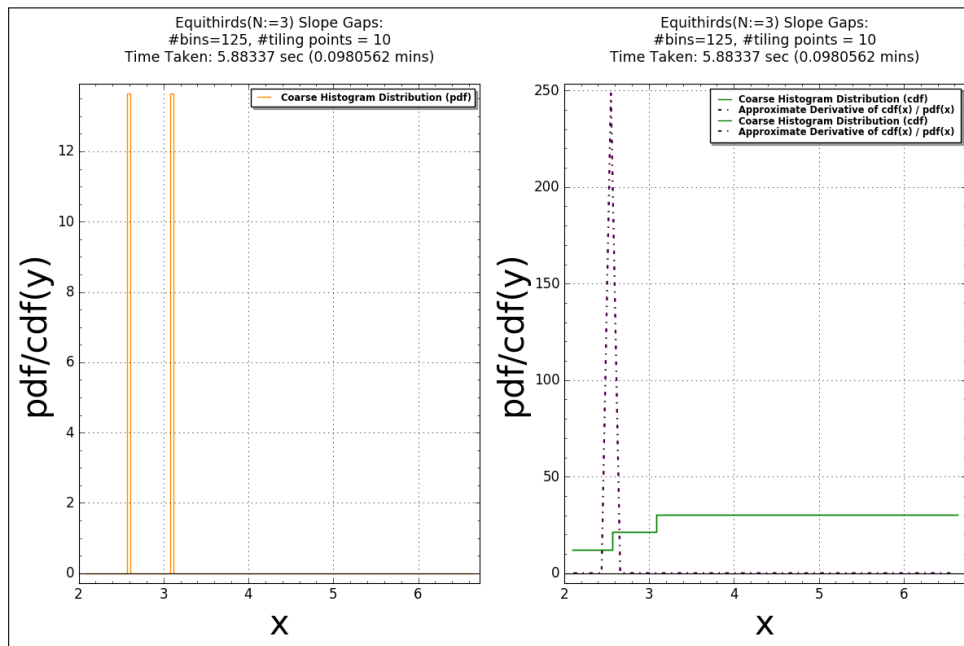 Equithirds(N:=3) Slope Gaps:
#bins=125, #tiling points = 10
Time Taken: 5.88337 sec (0.0980562 mins)
Coarse Histogram Distribution (pdf)
12
10
8
6
4
2
0
2
3
4
5
6
pdf/cdf(y)
x
Equithirds(N:=3) Slope Gaps:
#bins=125, #tiling points = 10
Time Taken: 5.88337 sec (0.0980562 mins)
Coarse Histogram Distribution (cdf)
Approximate Derivative of cdf(x) / pdf(x)
Coarse Histogram Distribution (cdf)
Approximate Derivative of cdf(x) / pdf(x)
250
200
150
100
50
0
2
3
4
5
6
pdf/cdf(y)
x